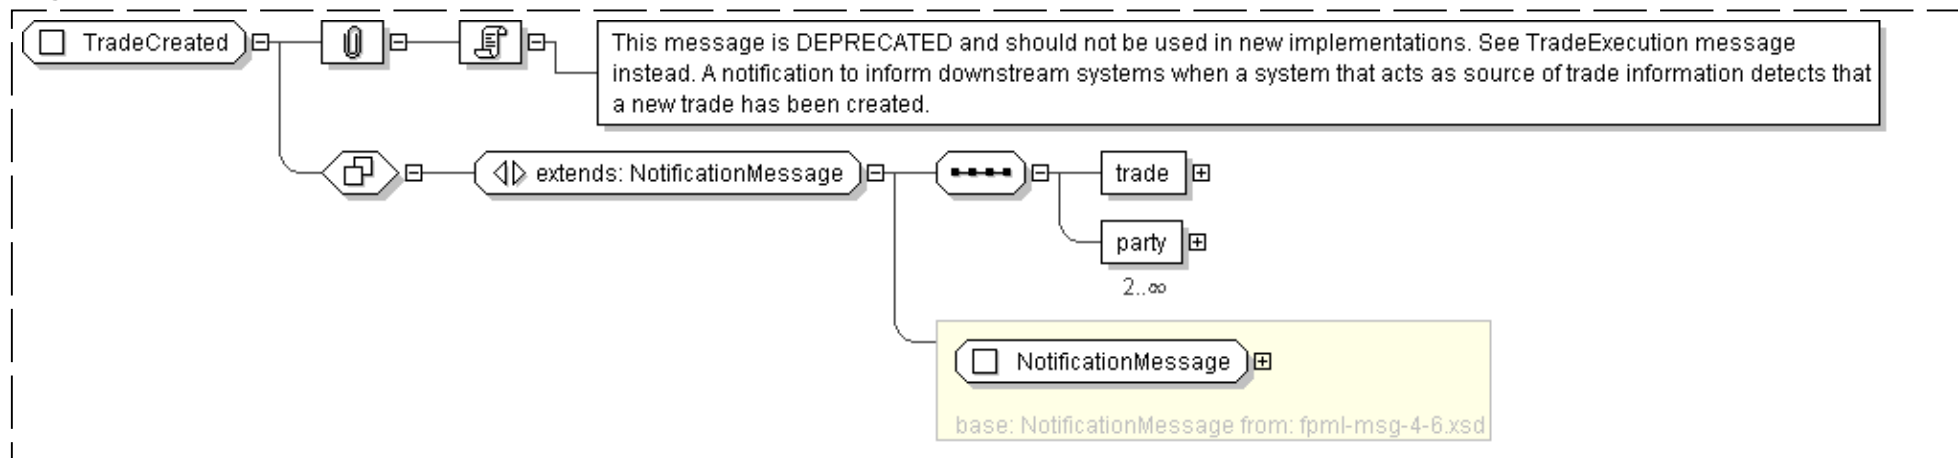 TradeCreated
This message is DEPRECATED and should not be used in new implementations. See TradeExecution message
instead. A notification to inform downstream systems when a system that acts as source of trade information detects that
a new trade has been created.
extends: NotificationMessage
trade
party
2..∞
NotificationMessage
base: NotificationMessage from: fpml-msg-4-6.xsd